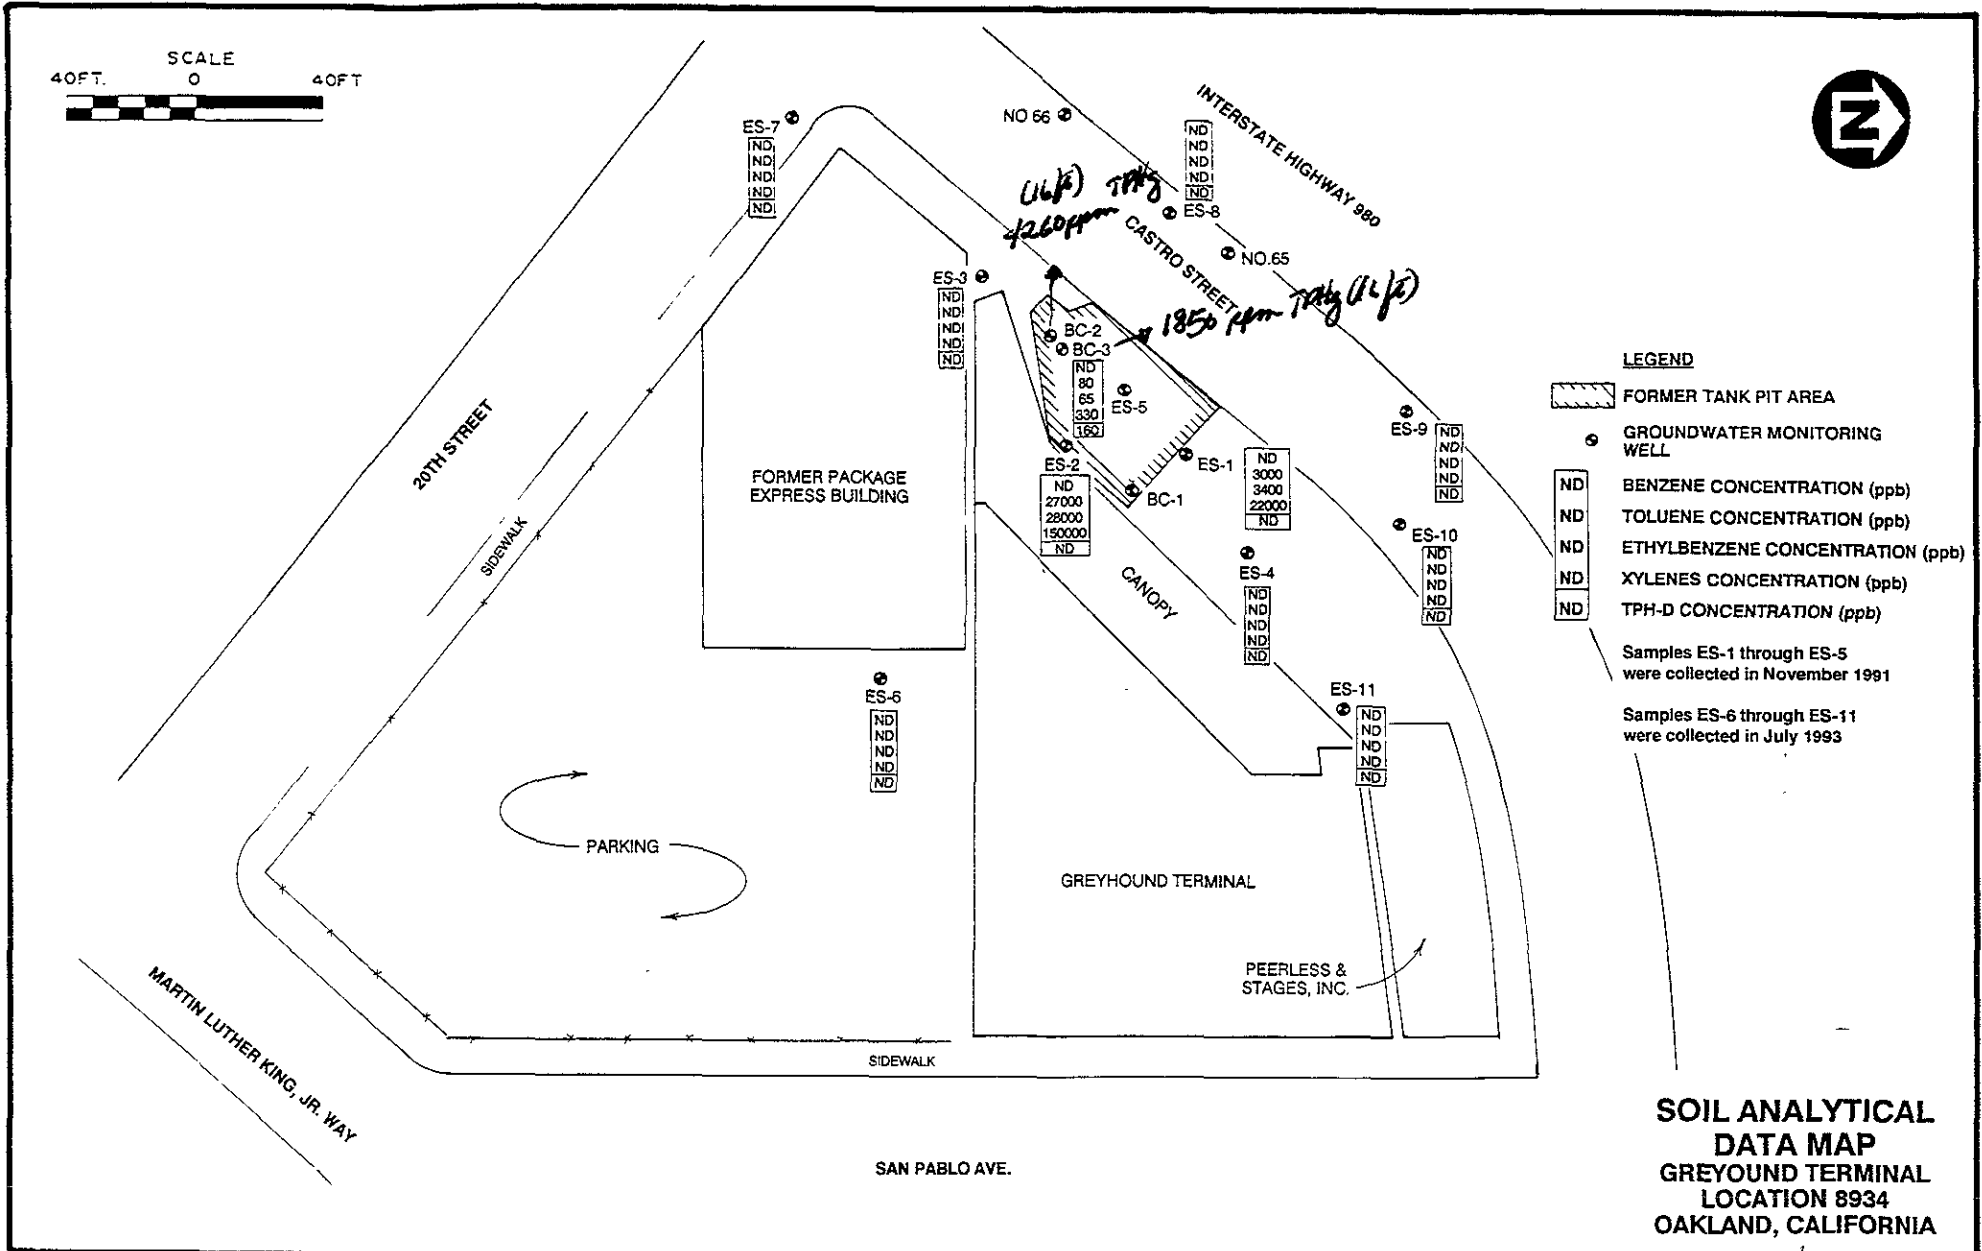 SCALE
40FT. 0 40FT
N
ES-7
ND
ND
ND
ND
ND
NO 66
INTERSTATE HIGHWAY 980
ND
ND
ND
ND
ND
ES-8
(16ft) TPHg
4260ppm
CASTRO STREET
NO.65
1850 ppm TPHg (16ft)
ES-3
ND
ND
ND
ND
ND
BC-2
BC-3
ND
80
65
330
160
ES-5
ES-2
ND
27000
28000
150000
ND
BC-1
ES-1
ND
3000
3400
22000
ND
ES-9
ND
ND
ND
ND
ND
ES-10
ND
ND
ND
ND
ND
ES-4
ND
ND
ND
ND
ND
CANOPY
20TH STREET
SIDEWALK
FORMER PACKAGE
EXPRESS BUILDING
ES-6
ND
ND
ND
ND
ND
ES-11
ND
ND
ND
ND
ND
PARKING
GREYHOUND TERMINAL
PEERLESS &
STAGES, INC.
SIDEWALK
MARTIN LUTHER KING, JR. WAY
SAN PABLO AVE.
LEGEND
FORMER TANK PIT AREA
GROUNDWATER MONITORING
WELL
ND BENZENE CONCENTRATION (ppb)
ND TOLUENE CONCENTRATION (ppb)
ND ETHYLBENZENE CONCENTRATION (ppb)
ND XYLENES CONCENTRATION (ppb)
ND TPH-D CONCENTRATION (ppb)
Samples ES-1 through ES-5
were collected in November 1991
Samples ES-6 through ES-11
were collected in July 1993
SOIL ANALYTICAL
DATA MAP
GREYOUND TERMINAL
LOCATION 8934
OAKLAND, CALIFORNIA